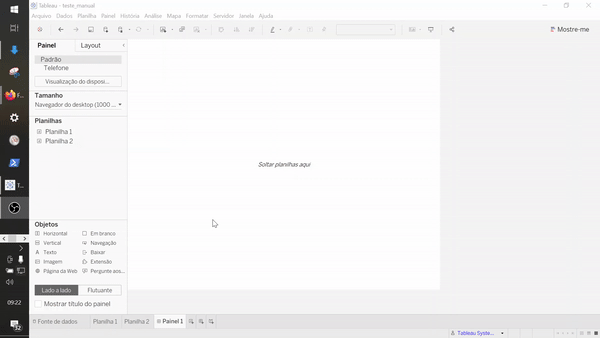 Tableau - teste_manual
Arquivo Dados Planilha Painel História Análise Mapa Formatar Servidor Janela Ajuda
Mostre-me
Painel Layout
Padrão
Telefone
Visualização do disposi...
Tamanho
Navegador do desktop (1000 ...
Planilhas
Planilha 1
Planilha 2
Soltar planilhas aqui
Objetos
Horizontal Em branco
Vertical Navegação
Texto Baixar
Imagem Extensão
Página da Web Pergunte aos...
Lado a lado Flutuante
Mostrar título do painel
Fonte de dados Planilha 1 Planilha 2 Painel 1
Tableau Syste...
F...
T...
09:22